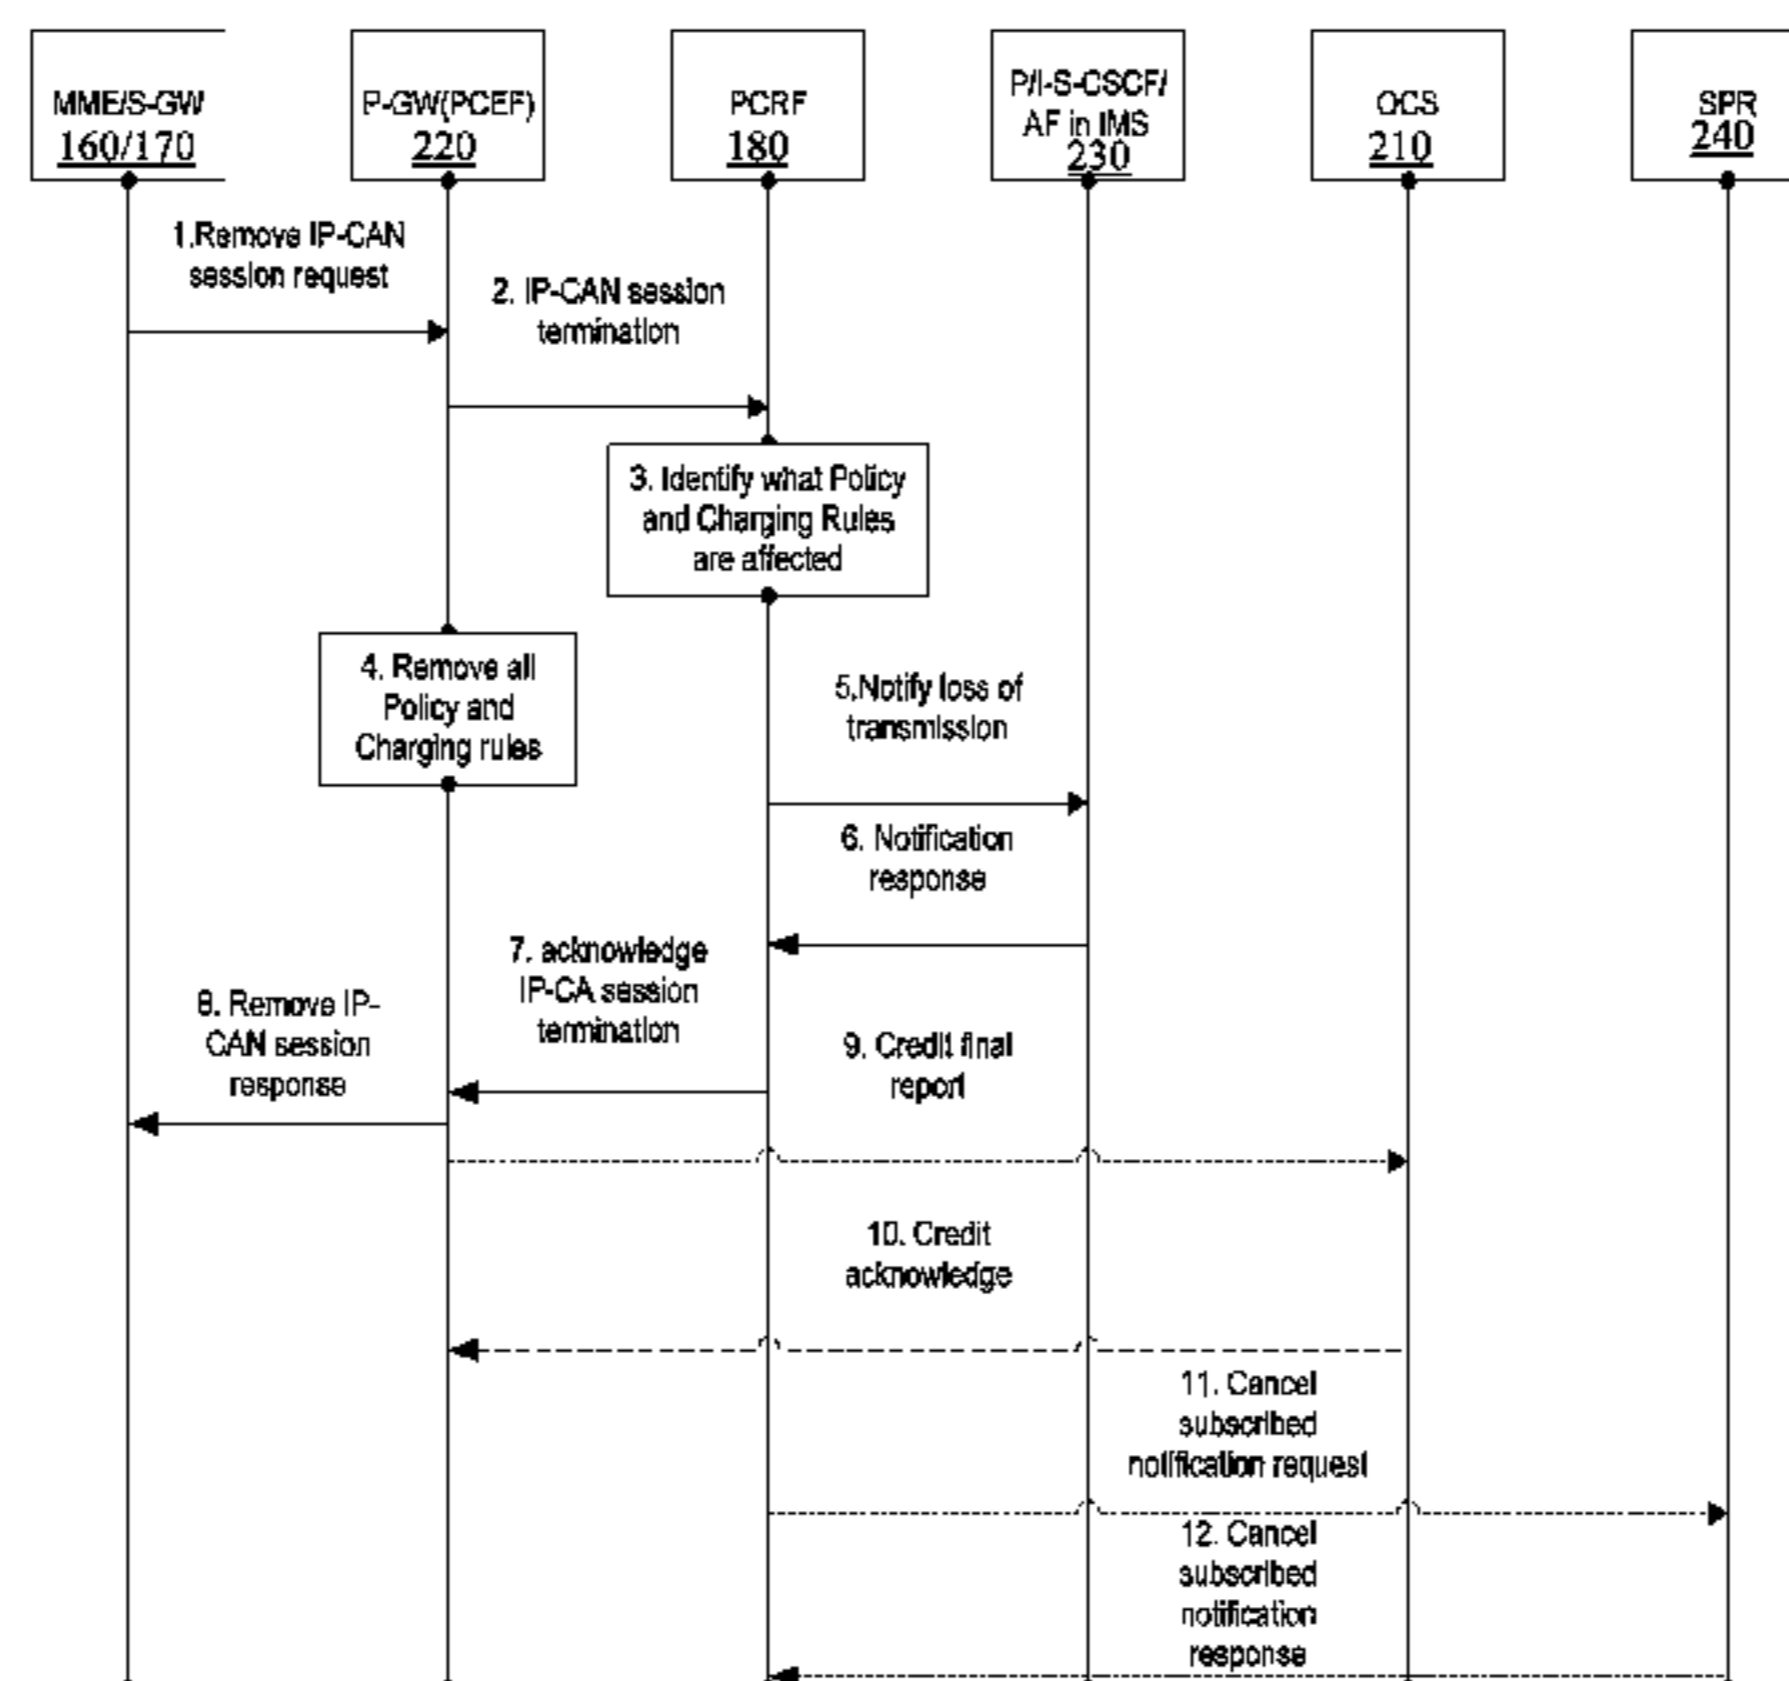 MME/S-GW
160/170
P-GW(PCEF)
220
PCRF
180
P/I-S-CSCF/
AF in IMS
230
OCS
210
SPR
240
1.Remove IP-CAN
session request
2. IP-CAN session
termination
3. Identify what Policy
and Charging Rules
are affected
4. Remove all
Policy and
Charging rules
5.Notify loss of
transmission
6. Notification
response
7. acknowledge
IP-CA session
termination
8. Remove IP-
CAN session
response
9. Credit final
report
10. Credit
acknowledge
11. Cancel
subscribed
notification request
12. Cancel
subscribed
notification
response